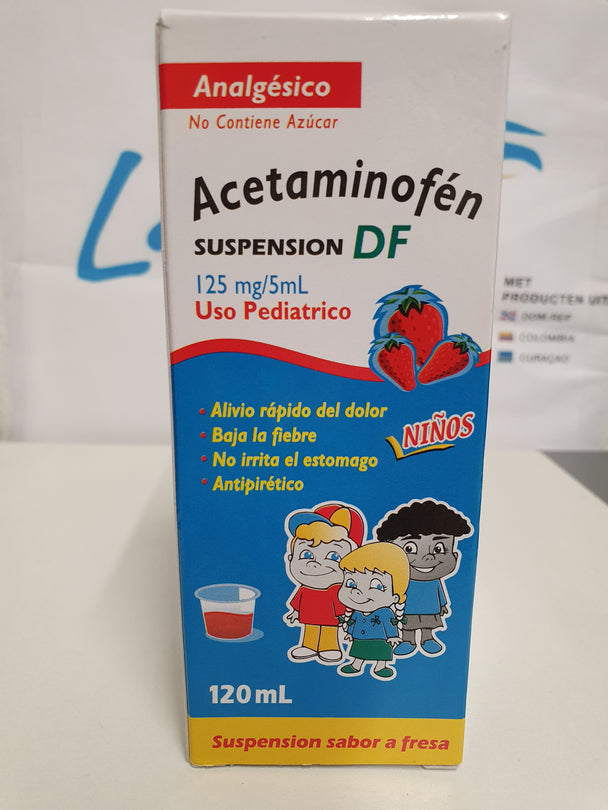 Analgésico
No Contiene Azúcar
Acetaminofén
SUSPENSION DF
125 mg/5mL
Uso Pediatrico
MET
PRODUCTEN UIT
DOM.REP
COLOMBIA
CURAÇAO
• Alivio rápido del dolor
• Baja la fiebre
• No irrita el estomago
• Antipirético
NIÑOS
120 mL
Suspension sabor a fresa